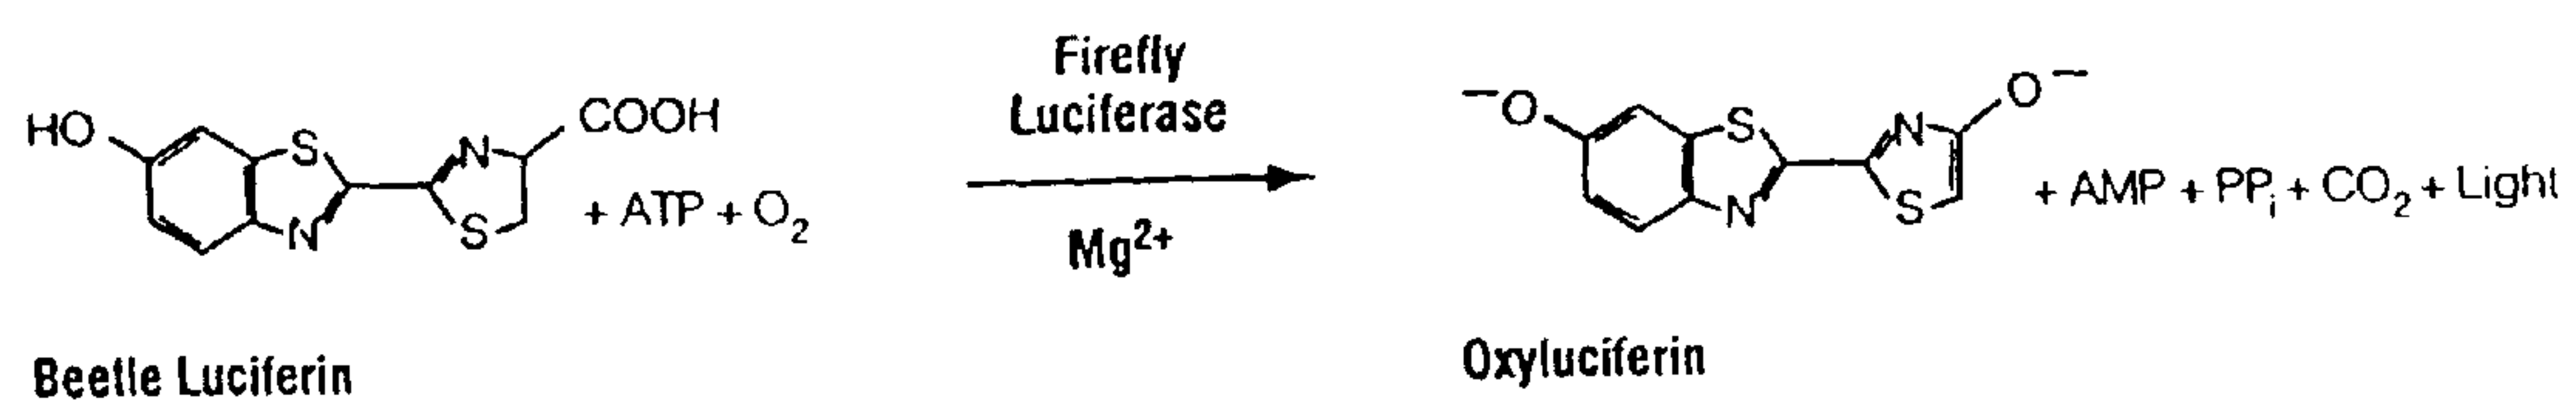 Firefly
Luciferase
Mg2+
HO
S
N
N
S
COOH
+ ATP + O2
−O
S
N
N
S
O−
+ AMP + PPi + CO2 + Light
Beetle Luciferin
Oxyluciferin